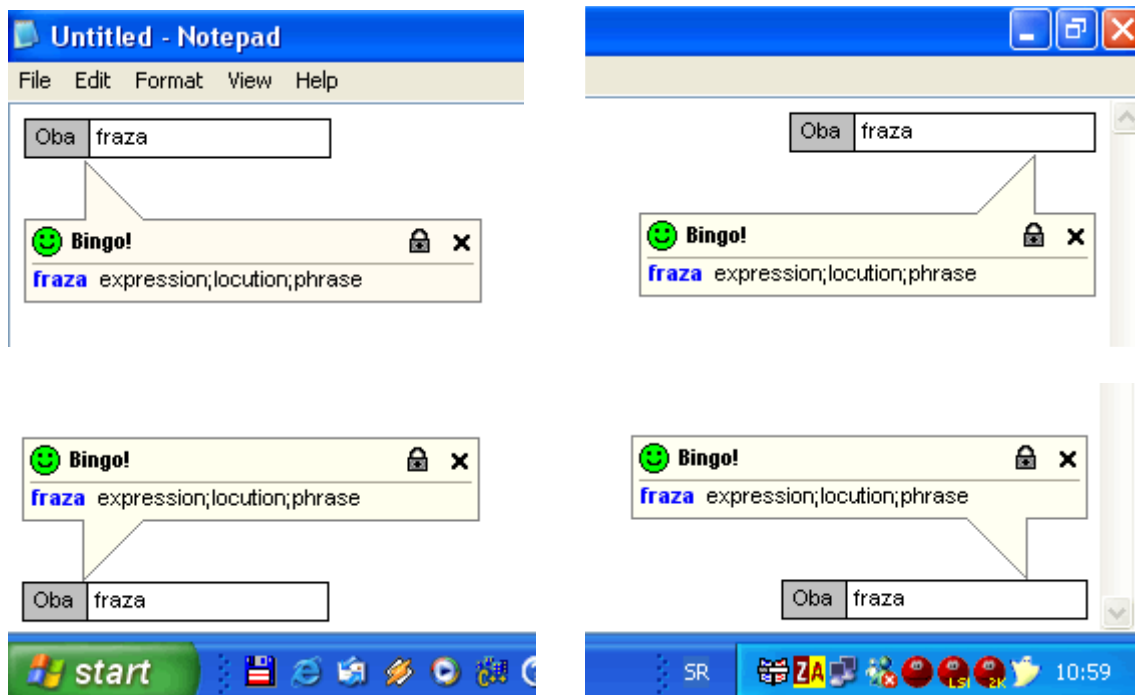 Untitled - Notepad
File Edit Format View Help
Oba fraza
Bingo!
fraza expression;locution;phrase
Oba fraza
Bingo!
fraza expression;locution;phrase
Bingo!
fraza expression;locution;phrase
Oba fraza
start
Bingo!
fraza expression;locution;phrase
Oba fraza
SR ZA LSI 2K 10:59